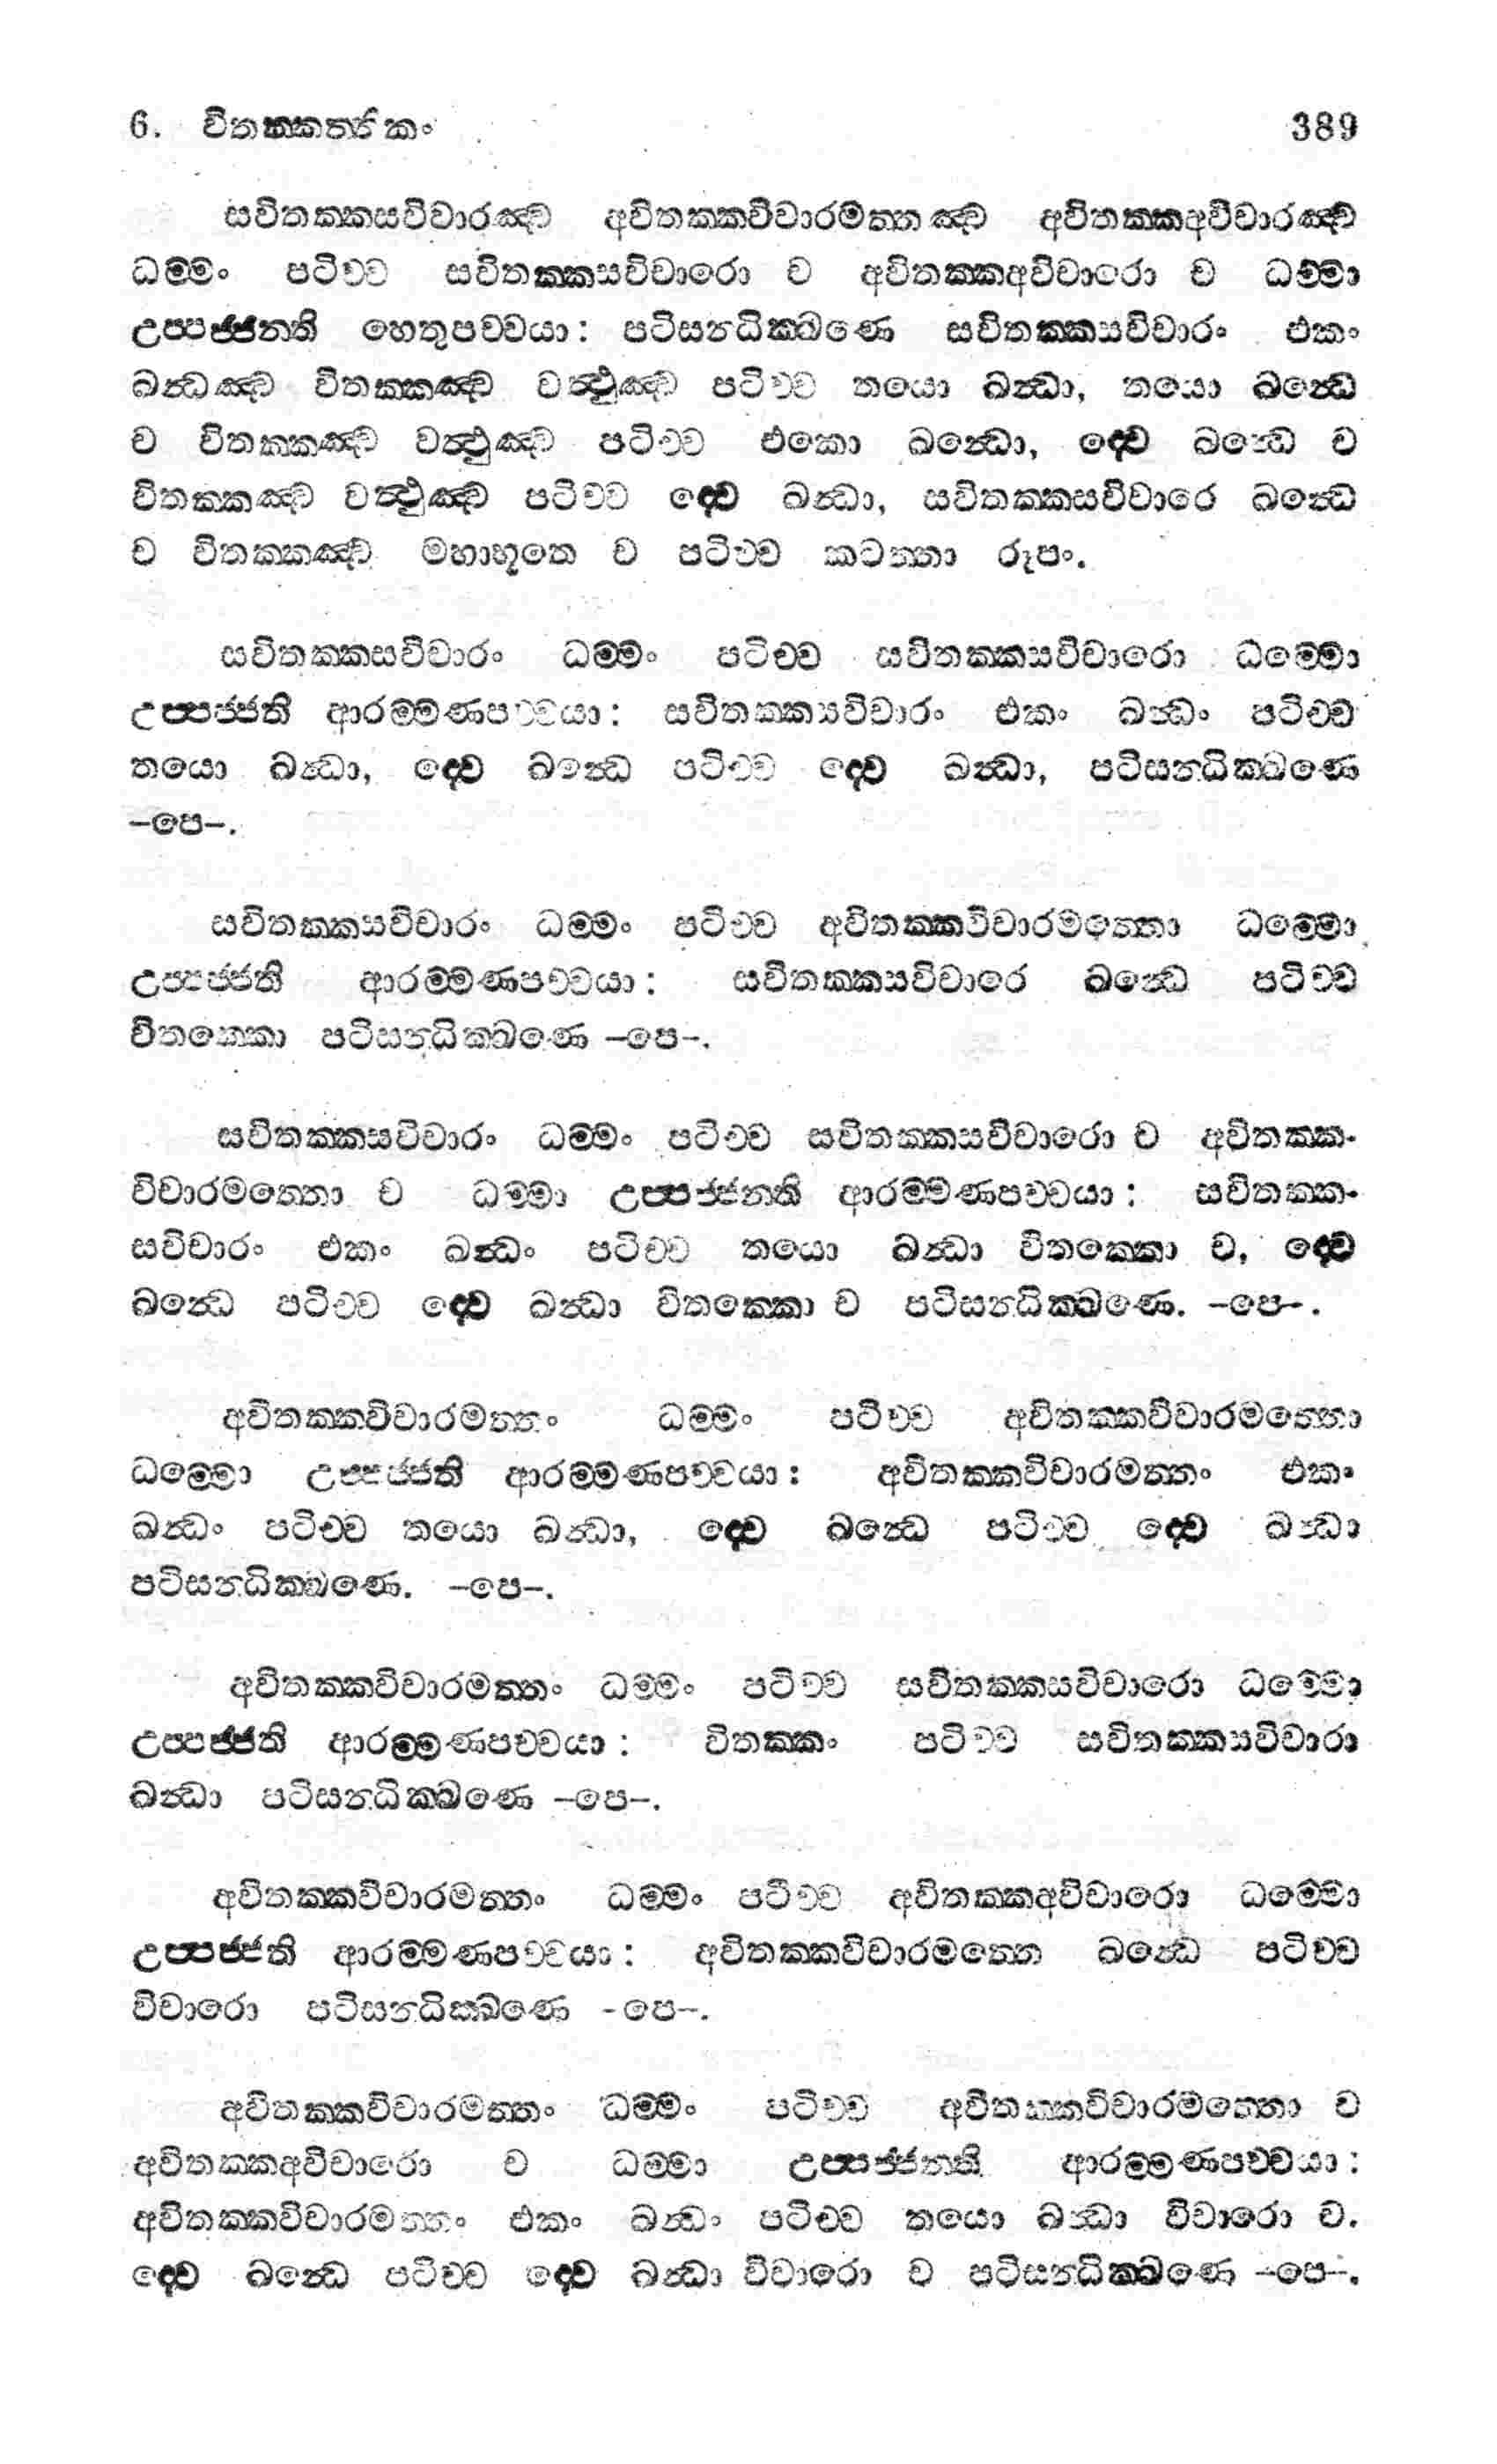 6. විතක්කත්තිකං 389
සවිතක්කසවිචාරඤ්ච අවිතක්කවිචාරමත්තඤ්ච අවිතක්කඅවිචාරඤ්ච
ධම්මං පටිච්ච සවිතක්කසවිචාරො ච අවිතක්කඅවිචාරො ච ධම්මා
උප්පජ්ජන්ති හෙතුපච්චයා: පටිසන්ධික්ඛණෙ සවිතක්කසවිචාරං එකං
ඛන්ධඤ්ච විතක්කඤ්ච වත්ථුඤ්ච පටිච්ච තයො ඛන්ධා, තයො ඛන්ධෙ
ච විතක්කඤ්ච වත්ථුඤ්ච පටිච්ච එකො ඛන්ධො, ද්වෙ ඛන්ධෙ ච
විතක්කඤ්ච වත්ථුඤ්ච පටිච්ච ද්වෙ ඛන්ධා, සවිතක්කසවිචාරෙ ඛන්ධෙ
ච විතක්කඤ්ච මහාභූතෙ ච පටිච්ච කටත්තා රූපං.
සවිතක්කසවිචාරං ධම්මං පටිච්ච සවිතක්කසවිචාරො ධම්මො
උප්පජ්ජති ආරම්මණපච්චයා: සවිතක්කසවිචාරං එකං ඛන්ධං පටිච්ච
තයො ඛන්ධා, ද්වෙ ඛන්ධෙ පටිච්ච ද්වෙ ඛන්ධා, පටිසන්ධික්ඛණෙ
–පෙ–.
සවිතක්කසවිචාරං ධම්මං පටිච්ච අවිතක්කවිචාරමත්තො ධම්මො
උප්පජ්ජති ආරම්මණපච්චයා: සවිතක්කසවිචාරෙ ඛන්ධෙ පටිච්ච
විතක්කො පටිසන්ධික්ඛණෙ –පෙ–.
සවිතක්කසවිචාරං ධම්මං පටිච්ච සවිතක්කසවිචාරො ච අවිතක්ක-
විචාරමත්තො ච ධම්මා උප්පජ්ජන්ති ආරම්මණපච්චයා: සවිතක්ක-
සවිචාරං එකං ඛන්ධං පටිච්ච තයො ඛන්ධා විතක්කො ච, ද්වෙ
ඛන්ධෙ පටිච්ච ද්වෙ ඛන්ධා විතක්කො ච පටිසන්ධික්ඛණෙ. –පෙ–.
අවිතක්කවිචාරමත්තං ධම්මං පටිච්ච අවිතක්කවිචාරමත්තො
ධම්මො උප්පජ්ජති ආරම්මණපච්චයා: අවිතක්කවිචාරමත්තං එකං
ඛන්ධං පටිච්ච තයො ඛන්ධා, ද්වෙ ඛන්ධෙ පටිච්ච ද්වෙ ඛන්ධා
පටිසන්ධික්ඛණෙ. –පෙ–.
අවිතක්කවිචාරමත්තං ධම්මං පටිච්ච සවිතක්කසවිචාරො ධම්මො
උප්පජ්ජති ආරම්මණපච්චයා: විතක්කං පටිච්ච සවිතක්කසවිචාරා
ඛන්ධා පටිසන්ධික්ඛණෙ –පෙ–.
අවිතක්කවිචාරමත්තං ධම්මං පටිච්ච අවිතක්කඅවිචාරො ධම්මො
උප්පජ්ජති ආරම්මණපච්චයා: අවිතක්කවිචාරමත්තෙ ඛන්ධෙ පටිච්ච
විචාරො පටිසන්ධික්ඛණෙ -පෙ–.
අවිතක්කවිචාරමත්තං ධම්මං පටිච්ච අවිතක්කවිචාරමත්තො ච
අවිතක්කඅවිචාරො ච ධම්මා උප්පජ්ජන්ති ආරම්මණපච්චයා:
අවිතක්කවිචාරමත්තං එකං ඛන්ධං පටිච්ච තයො ඛන්ධා විචාරො ච.
ද්වෙ ඛන්ධෙ පටිච්ච ද්වෙ ඛන්ධා විචාරො ච පටිසන්ධික්ඛණෙ –පෙ–.